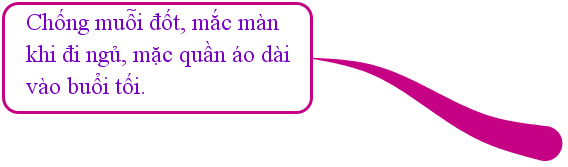 Chống muỗi đốt, mắc màn
khi đi ngủ, mặc quần áo dài
vào buổi tối.